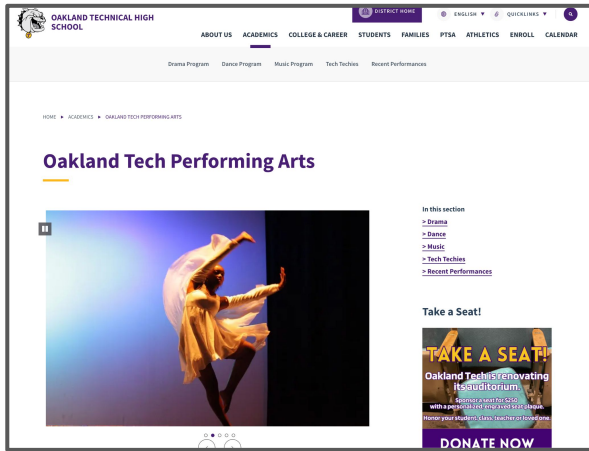 OAKLAND TECHNICAL HIGH
SCHOOL
DISTRICT HOME
ENGLISH ▼
QUICKLINKS ▼
ABOUT US ACADEMICS COLLEGE & CAREER STUDENTS FAMILIES PTSA ATHLETICS ENROLL CALENDAR
Drama Program Dance Program Music Program Tech Techies Recent Performances
HOME ▶ ACADEMICS ▶ OAKLAND TECH PERFORMING ARTS
Oakland Tech Performing Arts
In this section
> Drama
> Dance
> Music
> Tech Techies
> Recent Performances
Take a Seat!
TAKE A SEAT!
Oakland Tech is renovating
its auditorium.
Sponsor a seat for $250
with a personalized, engraved seat plaque.
Honor your student, class, teacher or loved one.
DONATE NOW